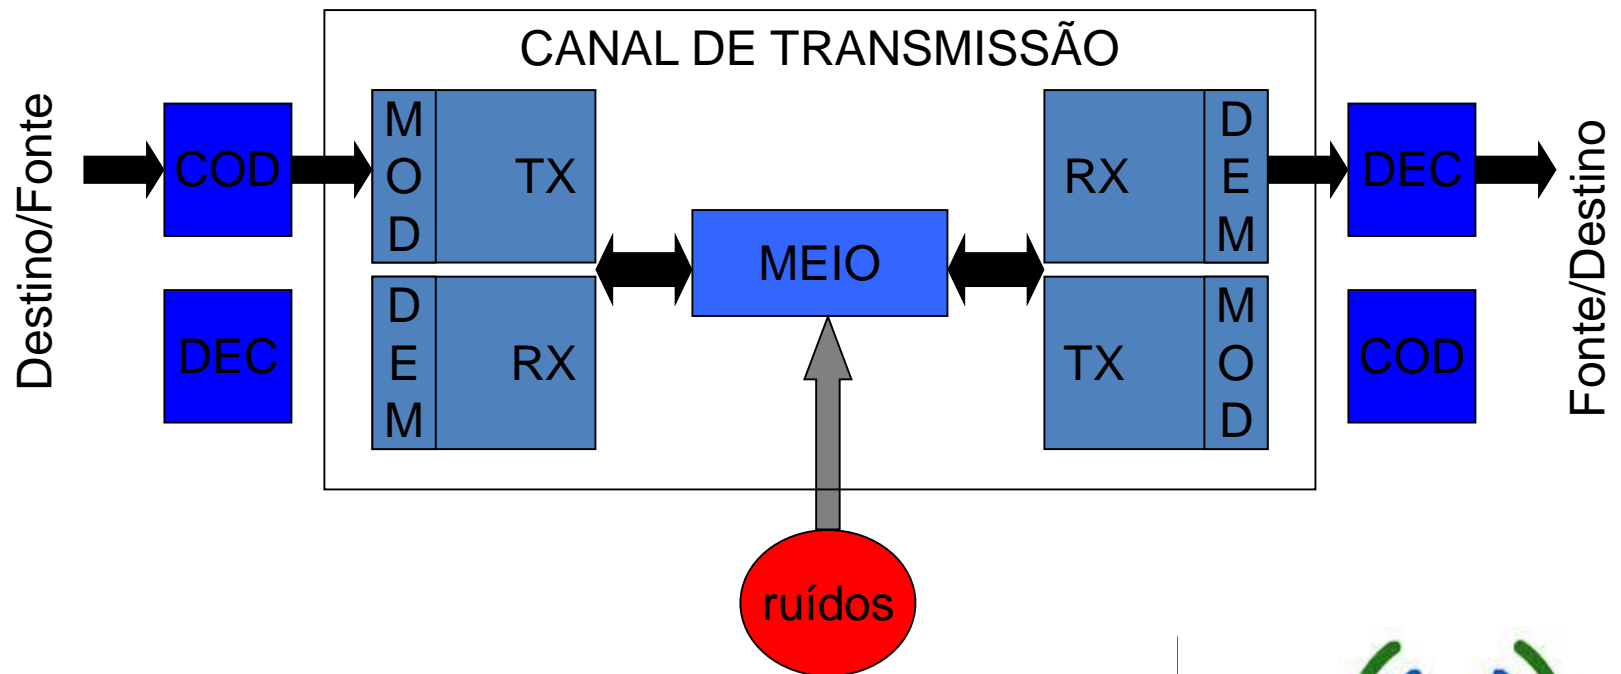 CANAL DE TRANSMISSÃO
Destino/Fonte
COD
MOD
TX
MEIO
RX
DEM
DEC
Fonte/Destino
DEC
DEM
RX
TX
MOD
COD
ruídos